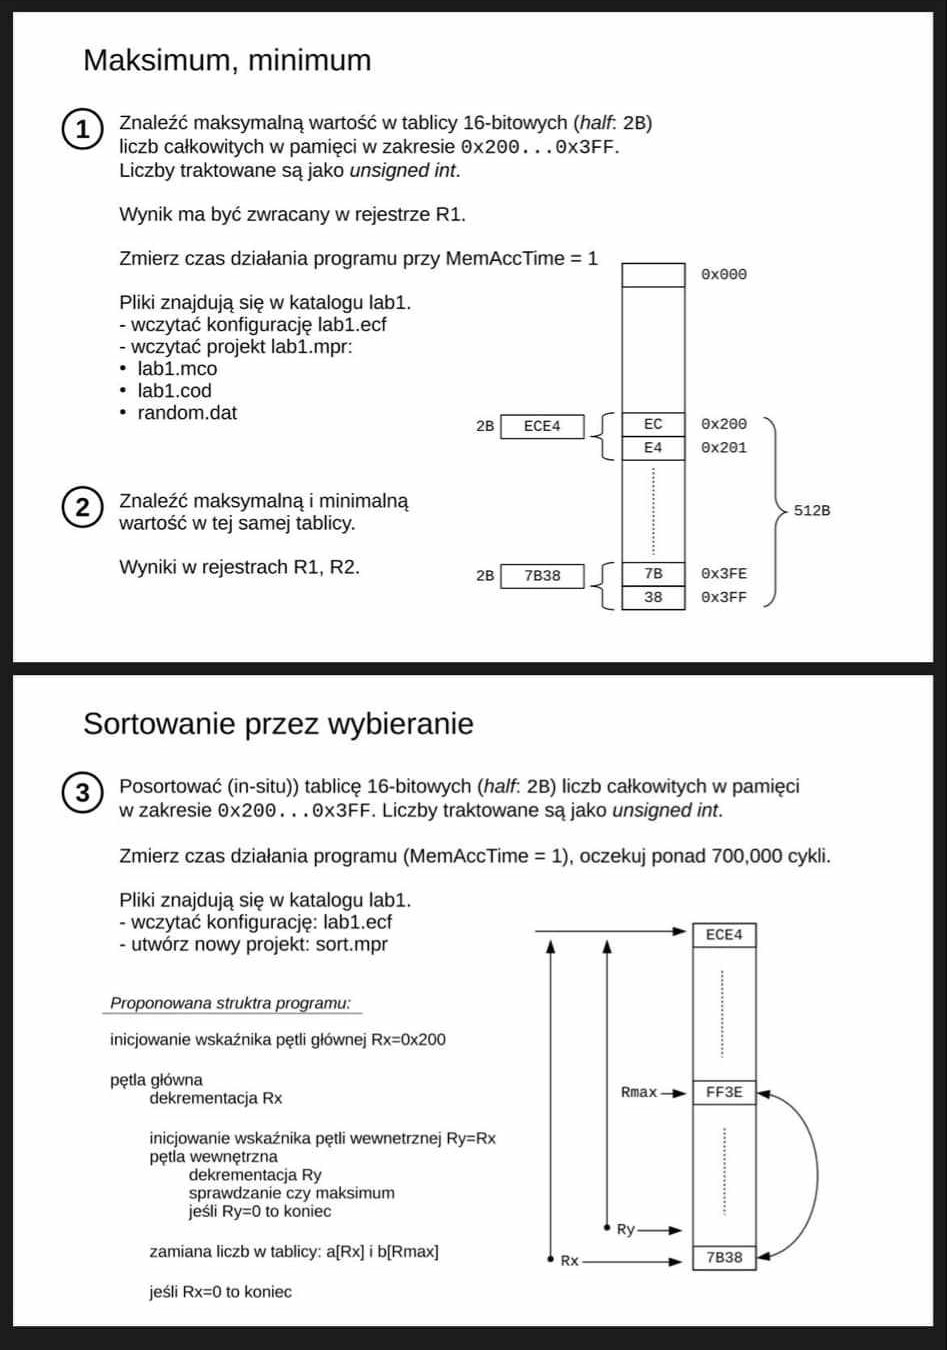 Maksimum, minimum
1
Znaleźć maksymalną wartość w tablicy 16-bitowych (half: 2B)
liczb całkowitych w pamięci w zakresie 0x200...0x3FF.
Liczby traktowane są jako unsigned int.
Wynik ma być zwracany w rejestrze R1.
Zmierz czas działania programu przy MemAccTime = 1
Pliki znajdują się w katalogu lab1.
- wczytać konfigurację lab1.ecf
- wczytać projekt lab1.mpr:
• lab1.mco
• lab1.cod
• random.dat
0x000
2B ECE4 EC 0x200
E4 0x201
512B
2B 7B38 7B 0x3FE
38 0x3FF
2
Znaleźć maksymalną i minimalną
wartość w tej samej tablicy.
Wyniki w rejestrach R1, R2.
Sortowanie przez wybieranie
3
Posortować (in-situ)) tablicę 16-bitowych (half: 2B) liczb całkowitych w pamięci
w zakresie 0x200...0x3FF. Liczby traktowane są jako unsigned int.
Zmierz czas działania programu (MemAccTime = 1), oczekuj ponad 700,000 cykli.
Pliki znajdują się w katalogu lab1.
- wczytać konfigurację: lab1.ecf
- utwórz nowy projekt: sort.mpr
Proponowana struktra programu:
inicjowanie wskaźnika pętli głównej Rx=0x200
pętla główna
dekrementacja Rx
inicjowanie wskaźnika pętli wewnetrznej Ry=Rx
pętla wewnętrzna
dekrementacja Ry
sprawdzanie czy maksimum
jeśli Ry=0 to koniec
zamiana liczb w tablicy: a[Rx] i b[Rmax]
jeśli Rx=0 to koniec
ECE4
Rmax FF3E
Ry
Rx 7B38